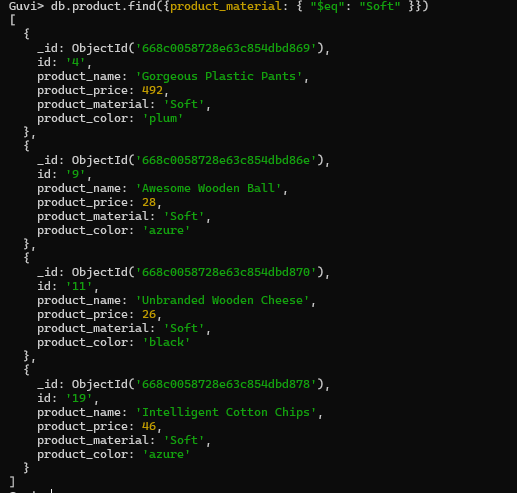 Guvi> db.product.find({product_material: { "$eq": "Soft" }})
[
  {
    _id: ObjectId('668c0058728e63c854dbd869'),
    id: '4',
    product_name: 'Gorgeous Plastic Pants',
    product_price: 492,
    product_material: 'Soft',
    product_color: 'plum'
  },
  {
    _id: ObjectId('668c0058728e63c854dbd86e'),
    id: '9',
    product_name: 'Awesome Wooden Ball',
    product_price: 28,
    product_material: 'Soft',
    product_color: 'azure'
  },
  {
    _id: ObjectId('668c0058728e63c854dbd870'),
    id: '11',
    product_name: 'Unbranded Wooden Cheese',
    product_price: 26,
    product_material: 'Soft',
    product_color: 'black'
  },
  {
    _id: ObjectId('668c0058728e63c854dbd878'),
    id: '19',
    product_name: 'Intelligent Cotton Chips',
    product_price: 46,
    product_material: 'Soft',
    product_color: 'azure'
  }
]